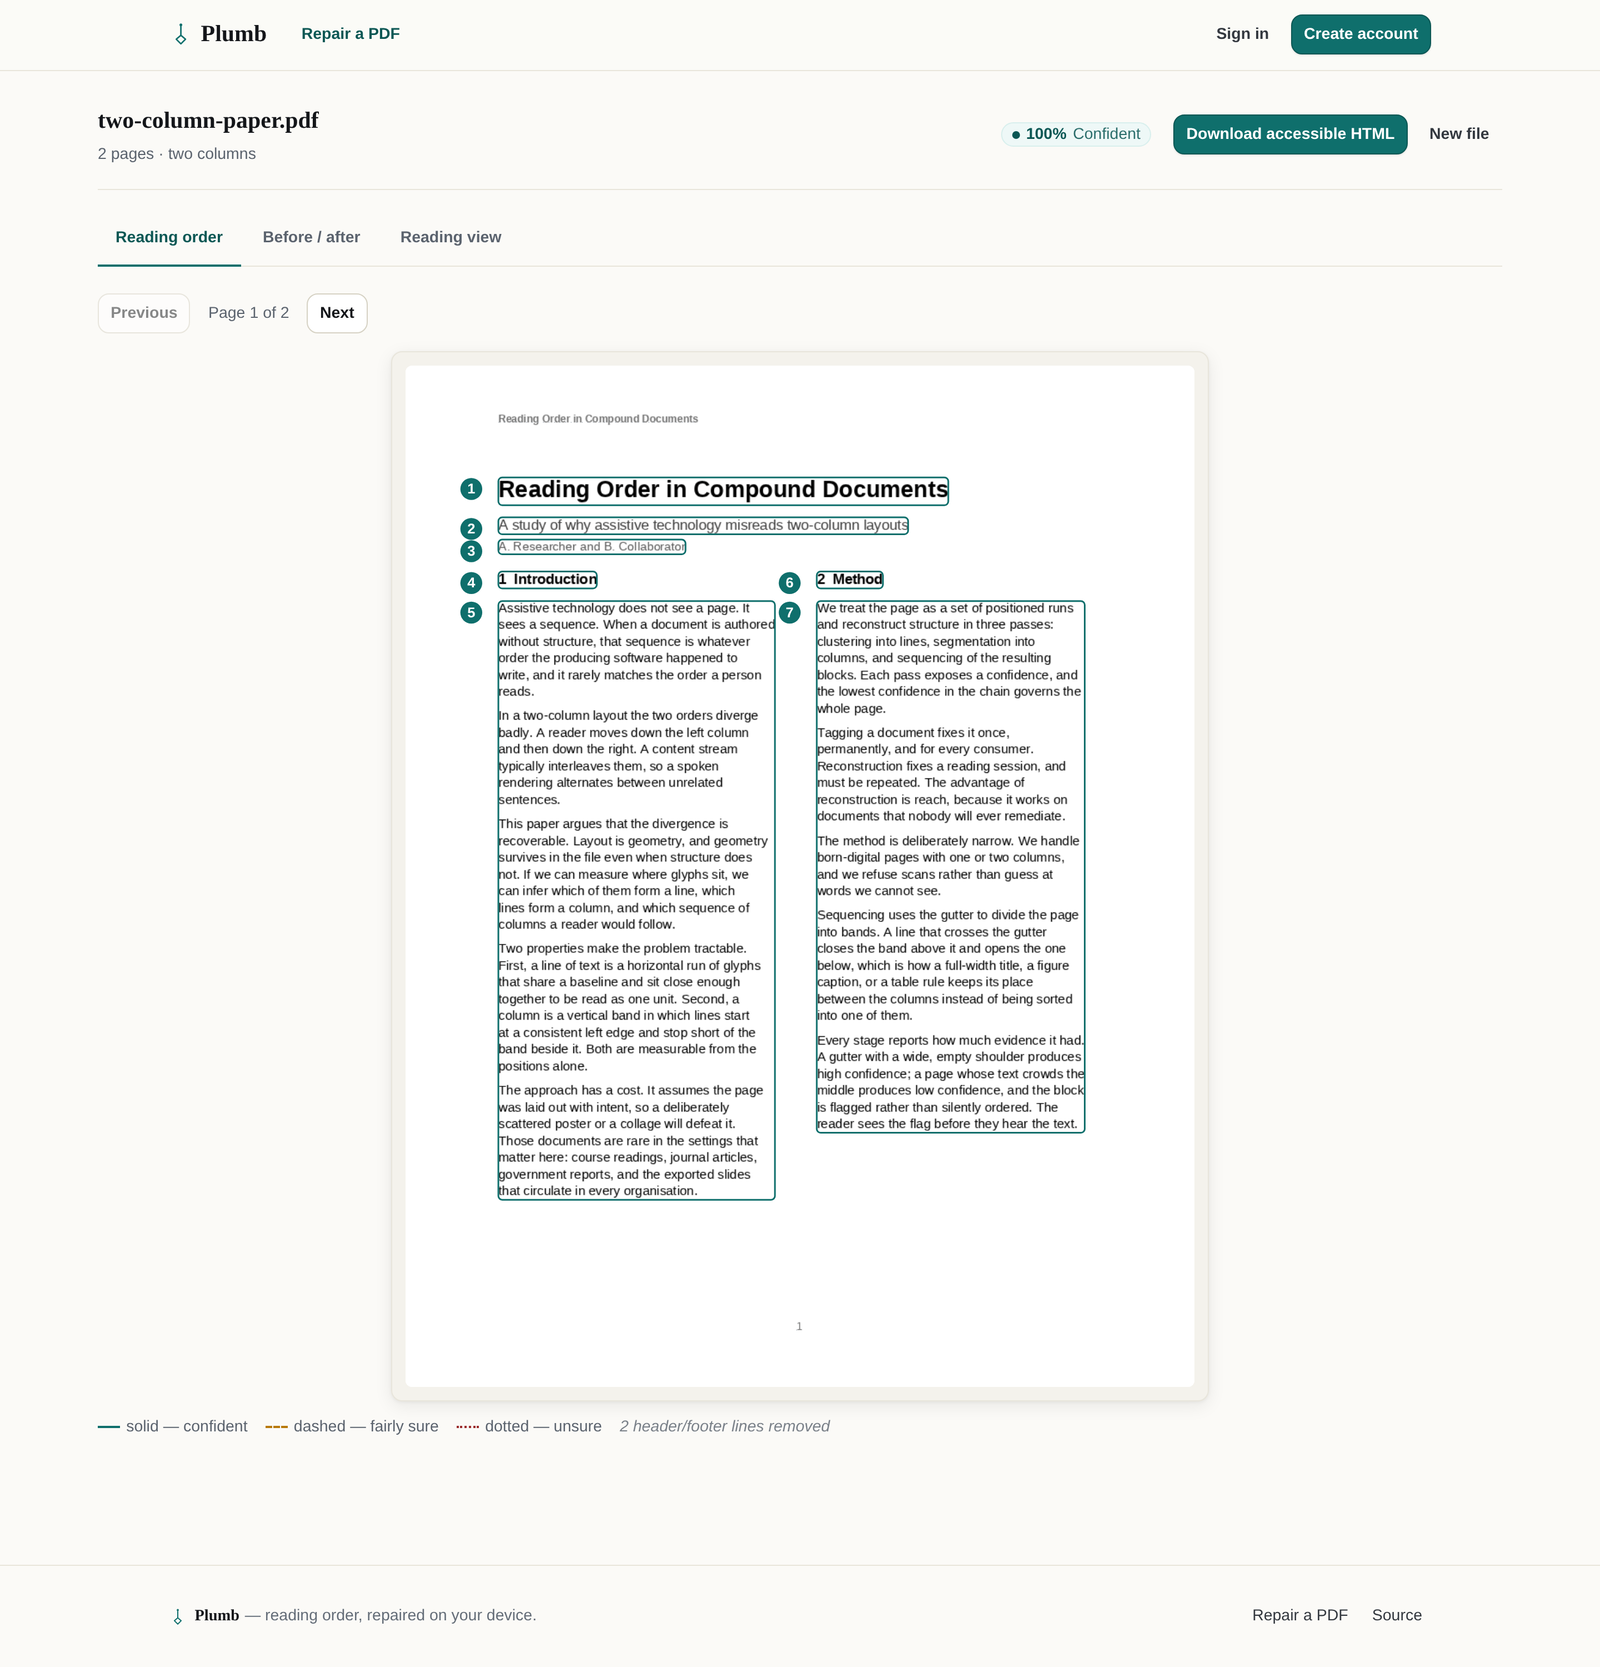 Plumb
Repair a PDF
Sign in
Create account
two-column-paper.pdf
2 pages · two columns
100% Confident
Download accessible HTML
New file
Reading order
Before / after
Reading view
Previous
Page 1 of 2
Next
Reading Order in Compound Documents
1
Reading Order in Compound Documents
2
A study of why assistive technology misreads two-column layouts
3
A. Researcher and B. Collaborator
4
1 Introduction
5
Assistive technology does not see a page. It
sees a sequence. When a document is authored
without structure, that sequence is whatever
order the producing software happened to
write, and it rarely matches the order a person
reads.
In a two-column layout the two orders diverge
badly. A reader moves down the left column
and then down the right. A content stream
typically interleaves them, so a spoken
rendering alternates between unrelated
sentences.
This paper argues that the divergence is
recoverable. Layout is geometry, and geometry
survives in the file even when structure does
not. If we can measure where glyphs sit, we
can infer which of them form a line, which
lines form a column, and which sequence of
columns a reader would follow.
Two properties make the problem tractable.
First, a line of text is a horizontal run of glyphs
that share a baseline and sit close enough
together to be read as one unit. Second, a
column is a vertical band in which lines start
at a consistent left edge and stop short of the
band beside it. Both are measurable from the
positions alone.
The approach has a cost. It assumes the page
was laid out with intent, so a deliberately
scattered poster or a collage will defeat it.
Those documents are rare in the settings that
matter here: course readings, journal articles,
government reports, and the exported slides
that circulate in every organisation.
6
2 Method
7
We treat the page as a set of positioned runs
and reconstruct structure in three passes:
clustering into lines, segmentation into
columns, and sequencing of the resulting
blocks. Each pass exposes a confidence, and
the lowest confidence in the chain governs the
whole page.
Tagging a document fixes it once,
permanently, and for every consumer.
Reconstruction fixes a reading session, and
must be repeated. The advantage of
reconstruction is reach, because it works on
documents that nobody will ever remediate.
The method is deliberately narrow. We handle
born-digital pages with one or two columns,
and we refuse scans rather than guess at
words we cannot see.
Sequencing uses the gutter to divide the page
into bands. A line that crosses the gutter
closes the band above it and opens the one
below, which is how a full-width title, a figure
caption, or a table rule keeps its place
between the columns instead of being sorted
into one of them.
Every stage reports how much evidence it had.
A gutter with a wide, empty shoulder produces
high confidence; a page whose text crowds the
middle produces low confidence, and the block
is flagged rather than silently ordered. The
reader sees the flag before they hear the text.
1
solid — confident
dashed — fairly sure
dotted — unsure
2 header/footer lines removed
Plumb — reading order, repaired on your device.
Repair a PDF
Source